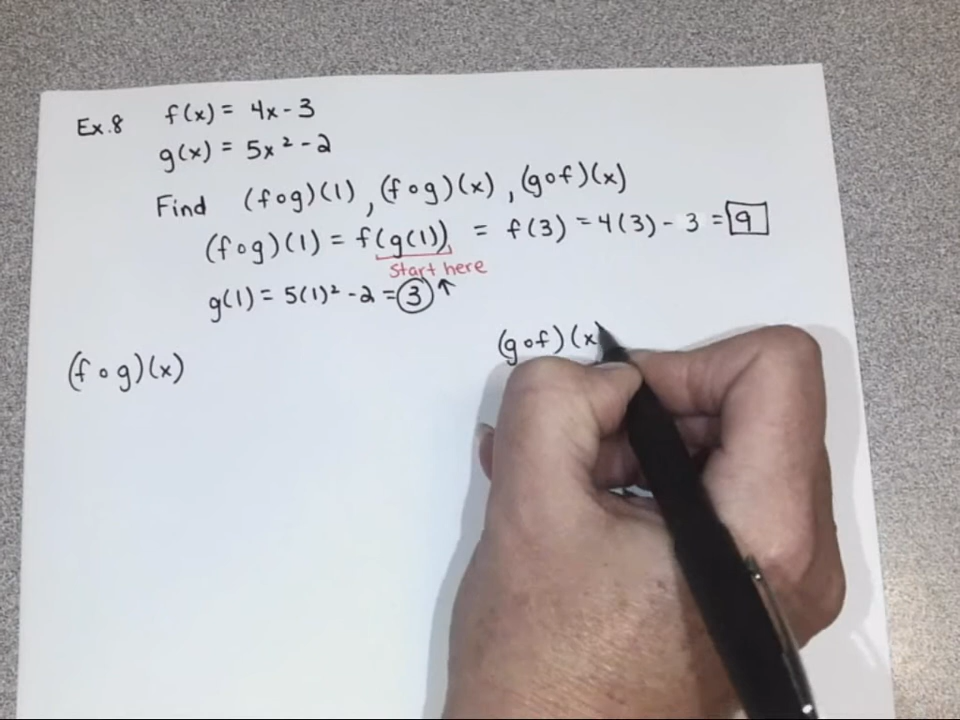 Ex.8 f(x) = 4x - 3
g(x) = 5x² - 2
Find (f∘g)(1), (f∘g)(x), (g∘f)(x)
(f∘g)(1) = f(g(1)) = f(3) = 4(3) - 3 = 9
Start here
g(1) = 5(1)² - 2 = 3 ↑
(f∘g)(x) (g∘f)(x)